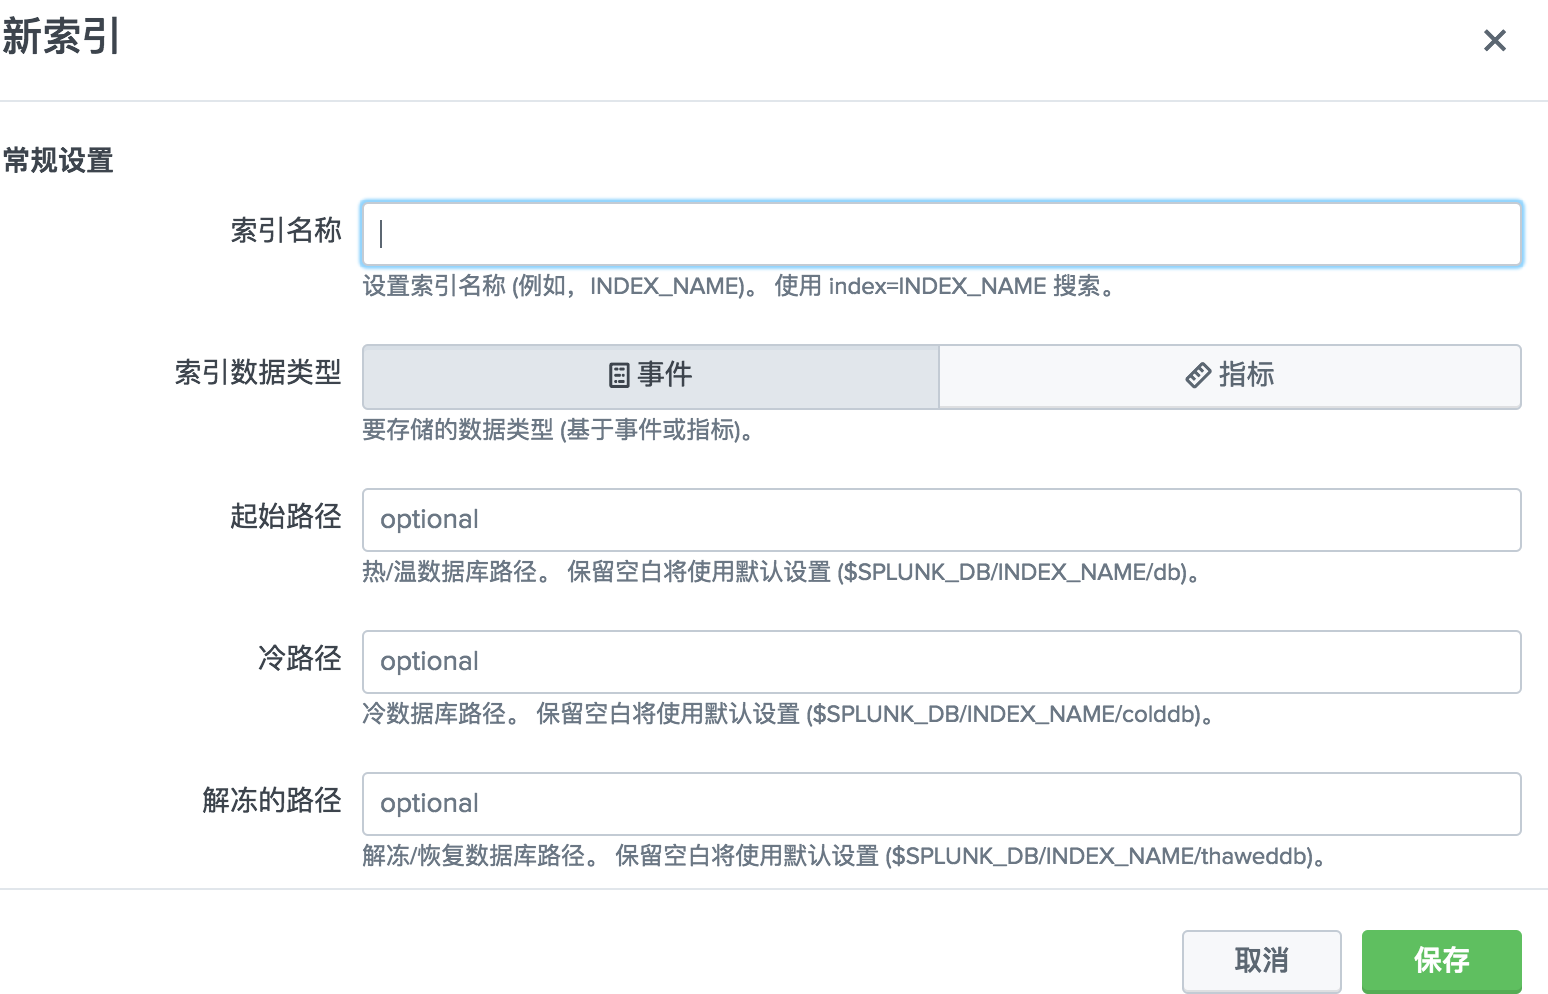 新索引
常规设置
索引名称
设置索引名称 (例如，INDEX_NAME)。 使用 index=INDEX_NAME 搜索。
索引数据类型
事件
指标
要存储的数据类型 (基于事件或指标)。
起始路径
optional
热/温数据库路径。 保留空白将使用默认设置 ($SPLUNK_DB/INDEX_NAME/db)。
冷路径
optional
冷数据库路径。 保留空白将使用默认设置 ($SPLUNK_DB/INDEX_NAME/colddb)。
解冻的路径
optional
解冻/恢复数据库路径。 保留空白将使用默认设置 ($SPLUNK_DB/INDEX_NAME/thaweddb)。
取消
保存